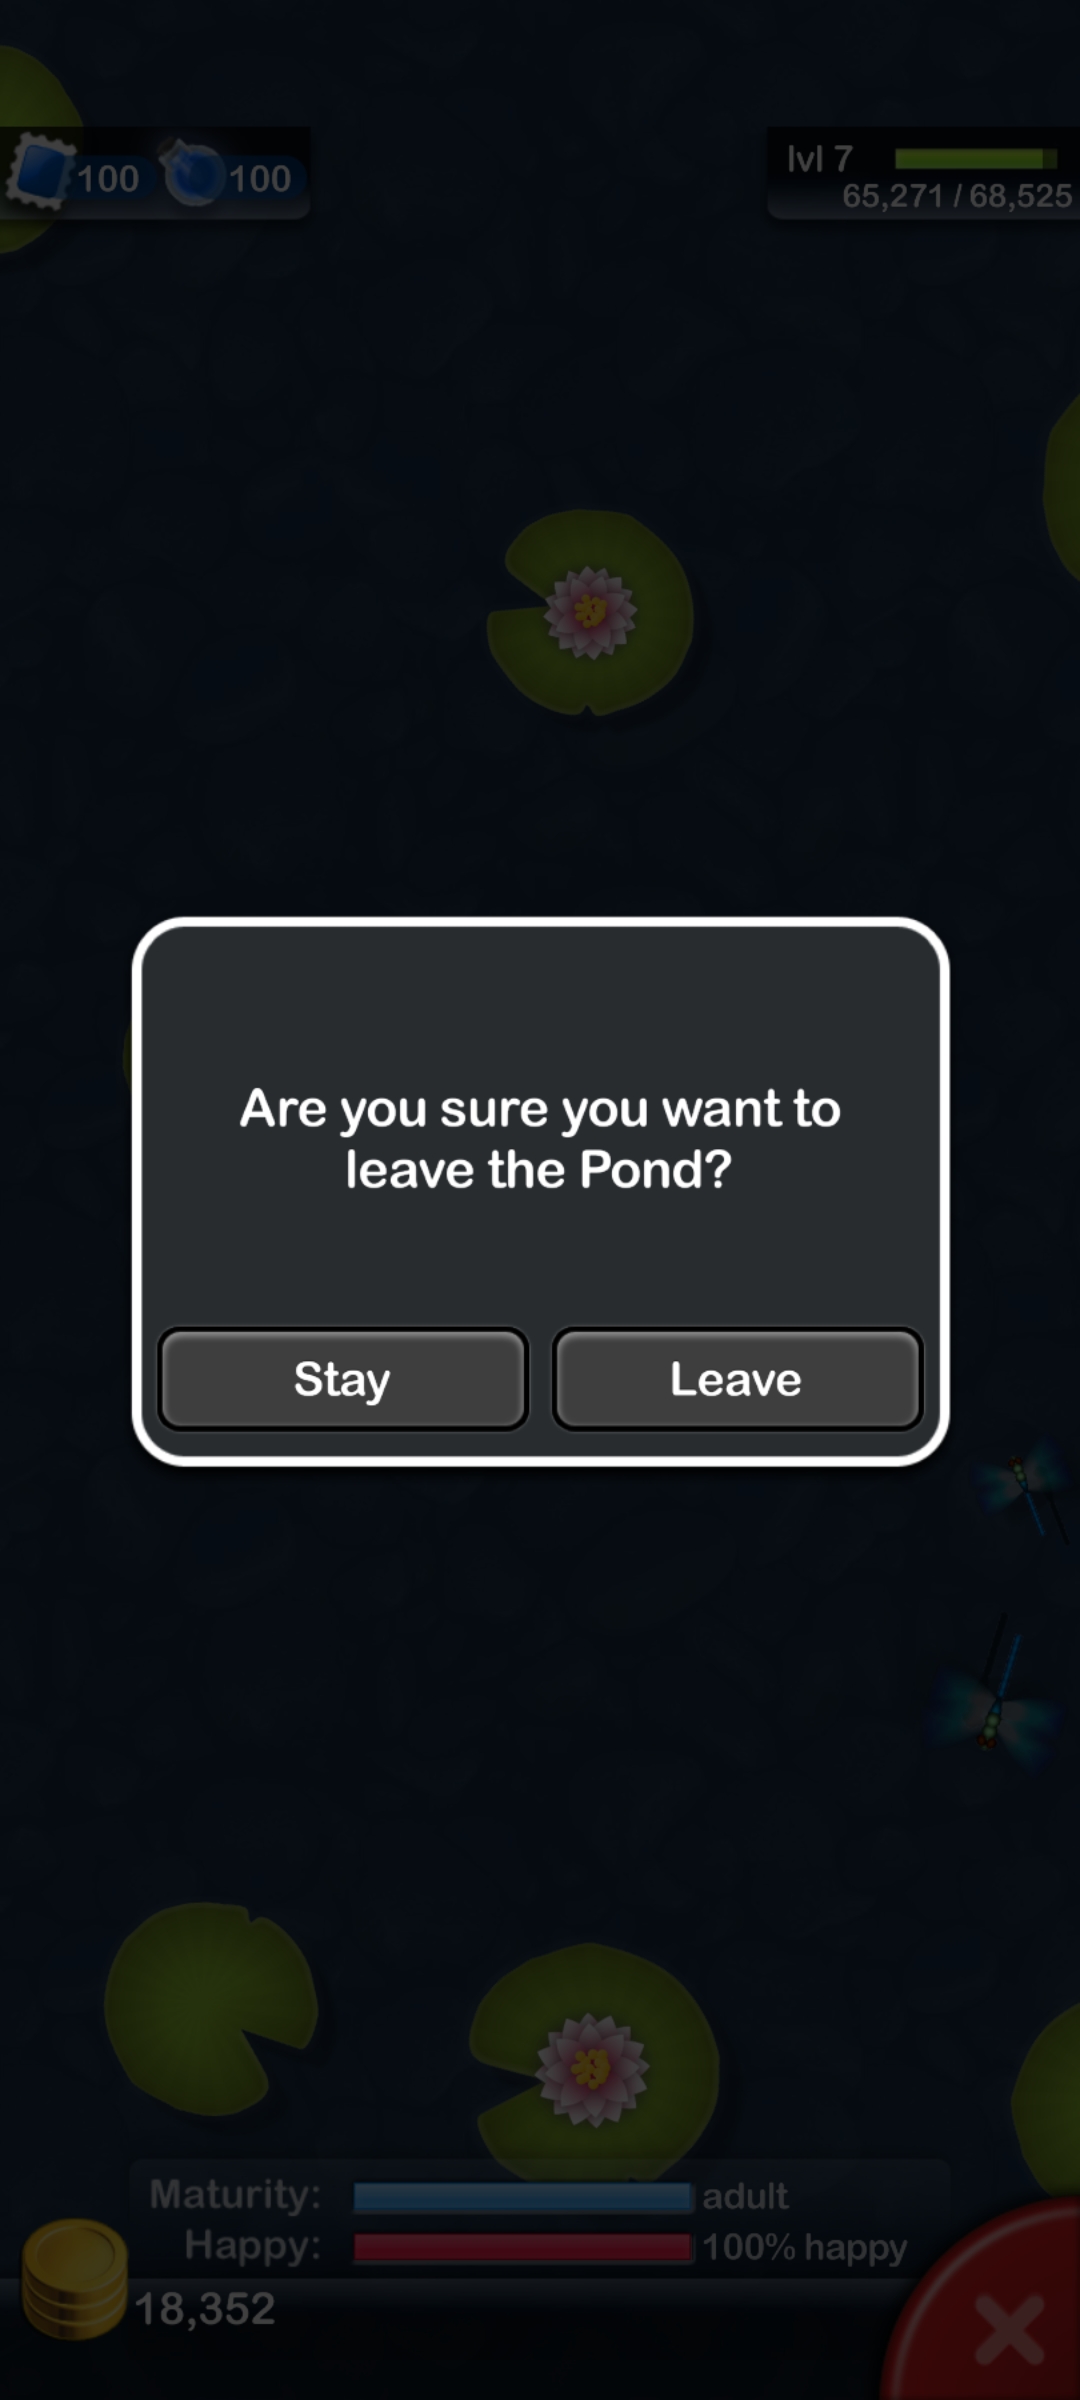 100 100
lvl 7
65,271 / 68,525
Are you sure you want to
leave the Pond?
Stay Leave
Maturity: adult
Happy: 100% happy
18,352